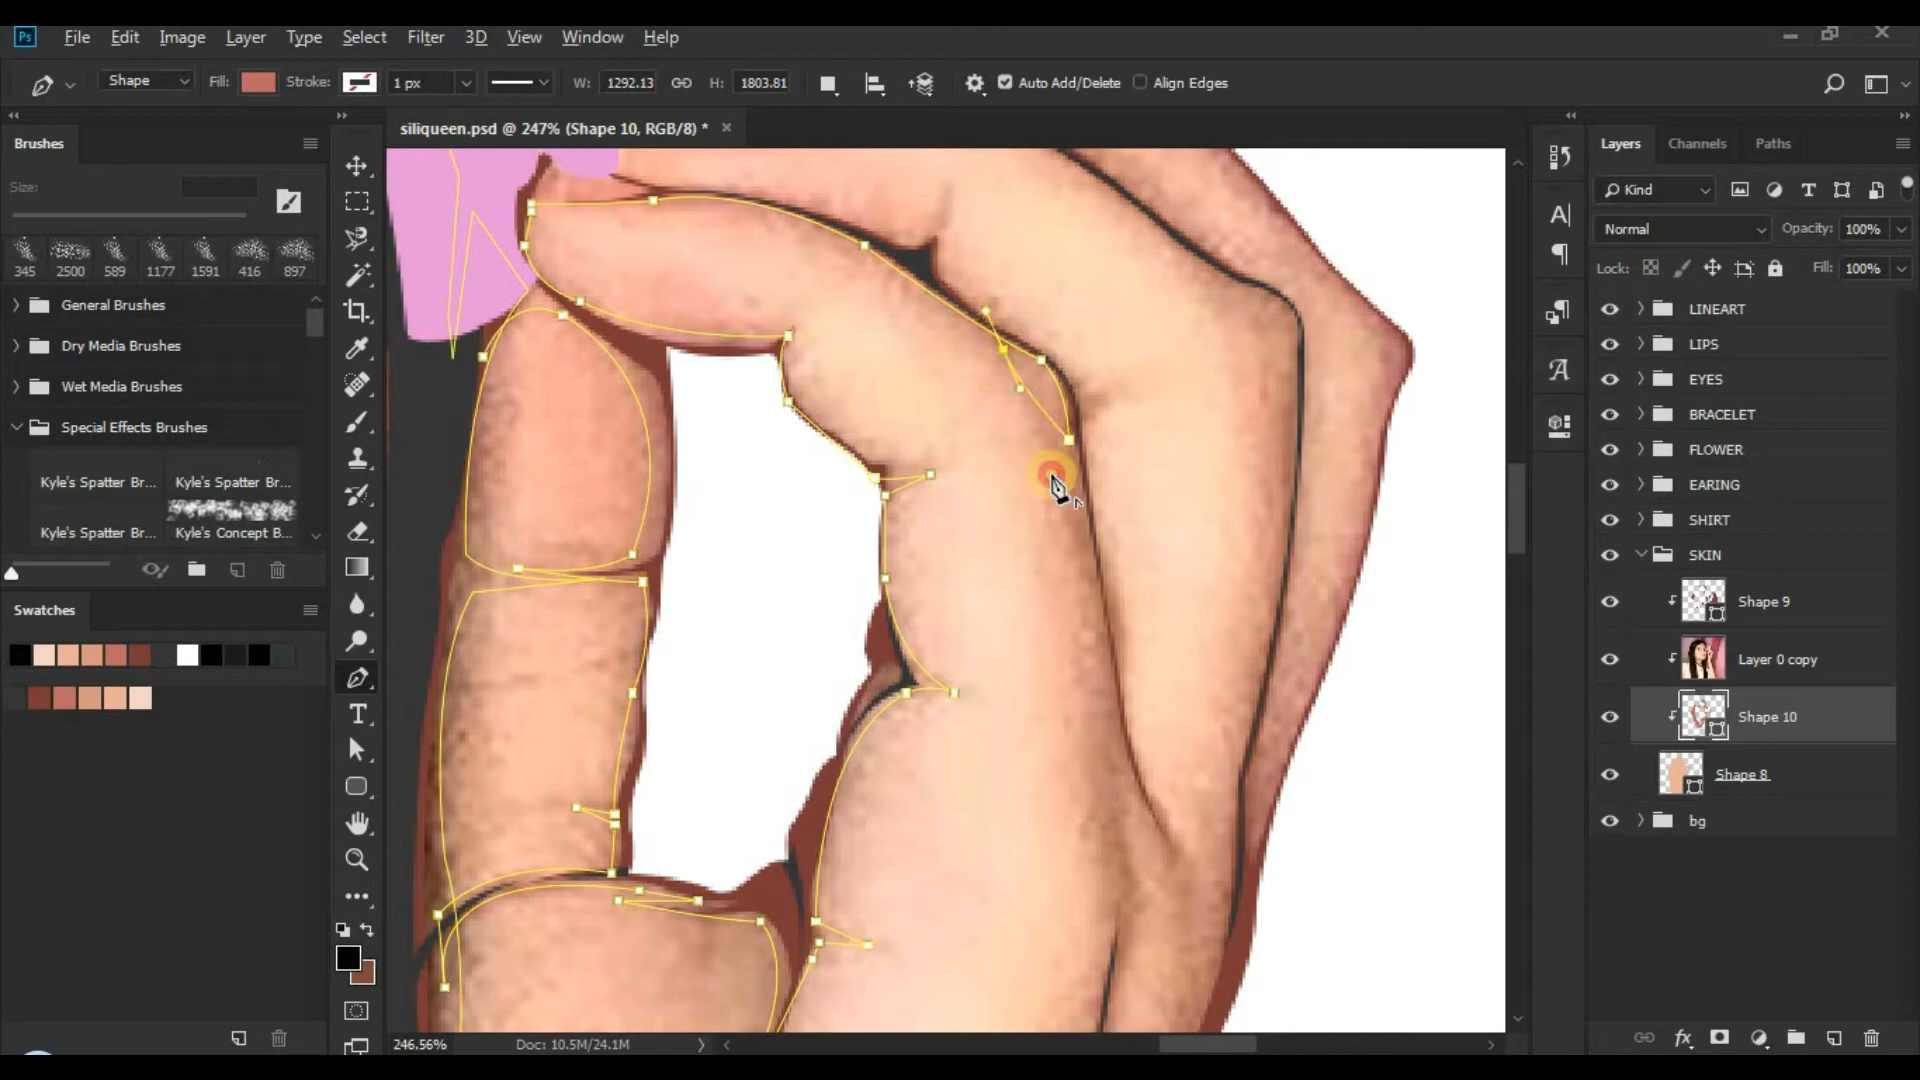 Ps File Edit Image Layer Type Select Filter 3D View Window Help
Shape Fill: Stroke: 1 px W: 1292.13 H: 1803.81 Auto Add/Delete Align Edges
Brushes
siliqueen.psd @ 247% (Shape 10, RGB/8) *
Layers Channels Paths
Size:
Kind
Normal Opacity: 100%
345 2500 589 1177 1591 416 897
Lock: Fill: 100%
General Brushes
Dry Media Brushes
Wet Media Brushes
Special Effects Brushes
Kyle's Spatter Br... Kyle's Spatter Br...
Kyle's Spatter Br... Kyle's Concept B...
Swatches
LINEART
LIPS
EYES
BRACELET
FLOWER
EARING
SHIRT
SKIN
Shape 9
Layer 0 copy
Shape 10
Shape 8
bg
246.56% Doc: 10.5M/24.1M